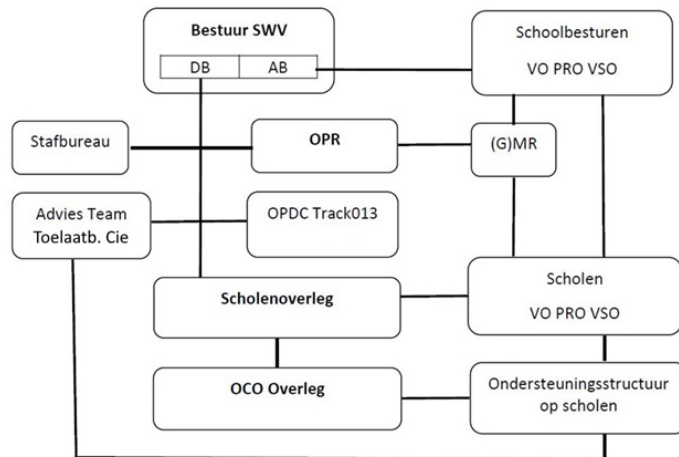 Bestuur SWV
DB AB
Schoolbesturen
VO PRO VSO
Stafbureau
OPR
(G)MR
Advies Team
Toelaatb. Cie
OPDC Track013
Scholenoverleg
Scholen
VO PRO VSO
OCO Overleg
Ondersteuningsstructuur
op scholen